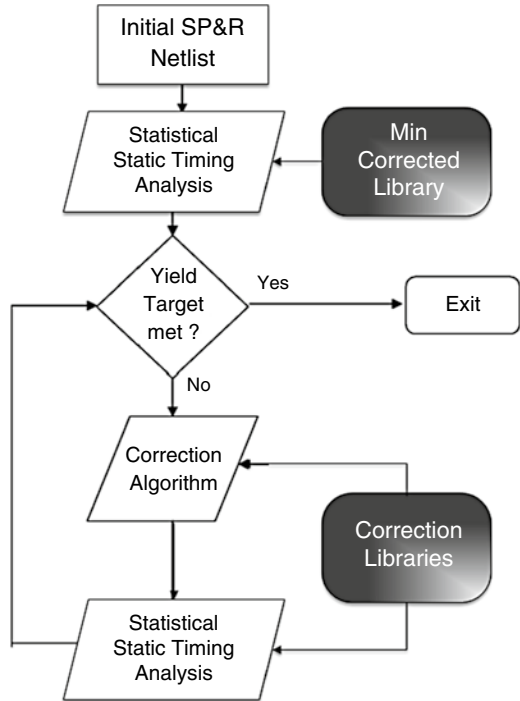 Initial SP&R
Netlist
Statistical
Static Timing
Analysis
Min
Corrected
Library
Yield
Target
met ?
Yes
Exit
No
Correction
Algorithm
Correction
Libraries
Statistical
Static Timing
Analysis